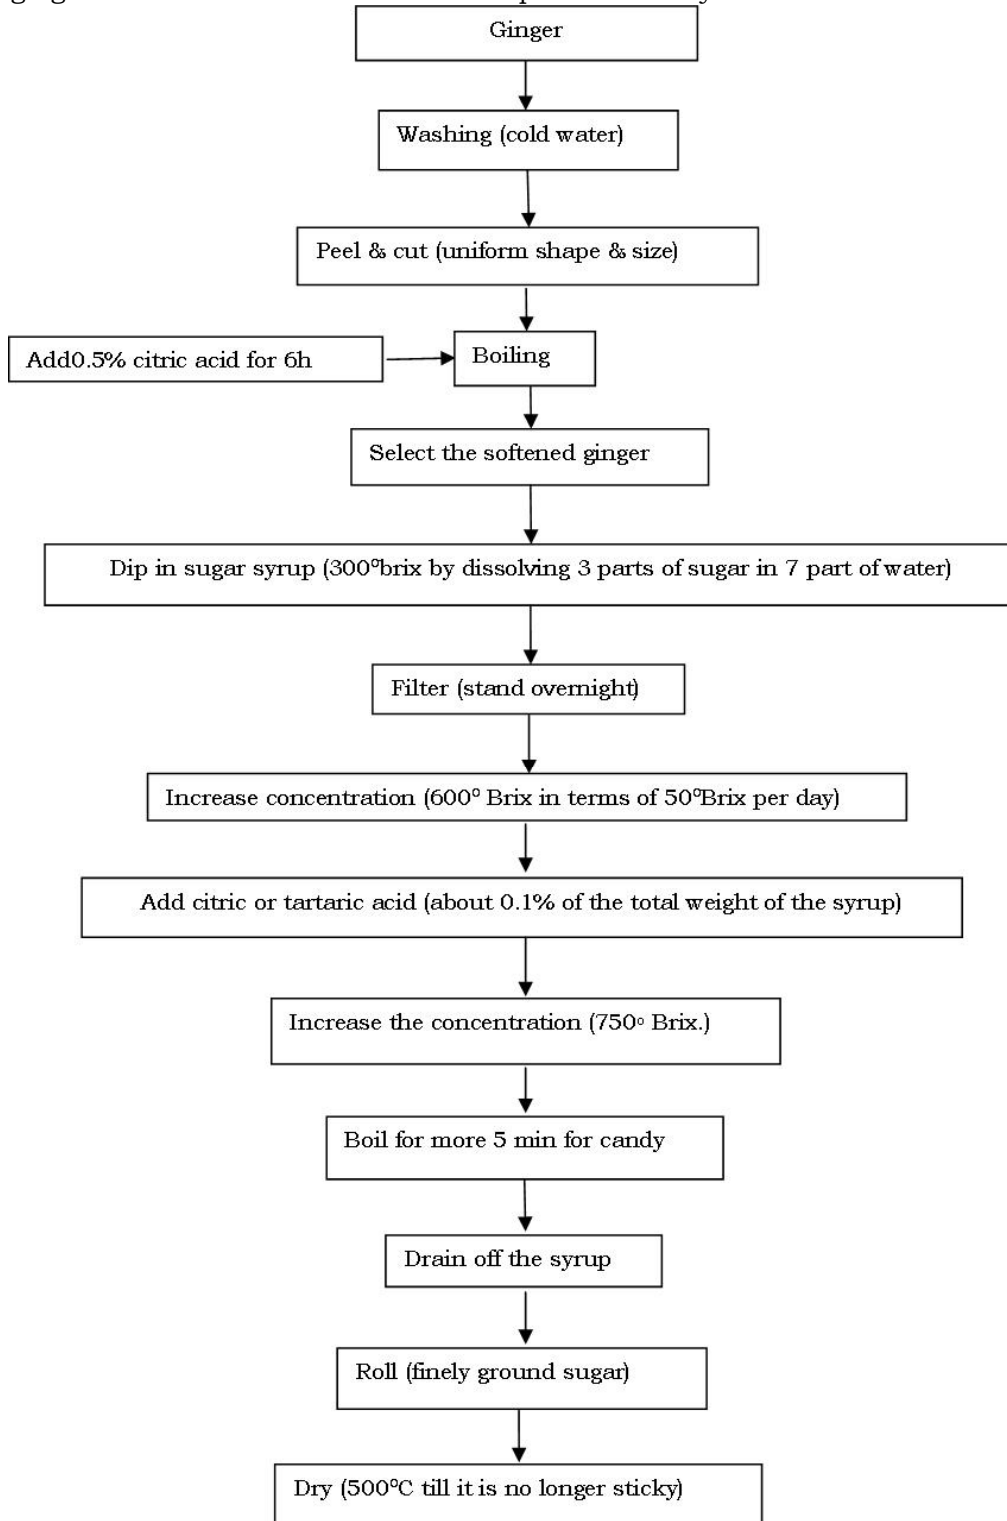 Ginger
Washing (cold water)
Peel & cut (uniform shape & size)
Add0.5% citric acid for 6h
Boiling
Select the softened ginger
Dip in sugar syrup (300°brix by dissolving 3 parts of sugar in 7 part of water)
Filter (stand overnight)
Increase concentration (600° Brix in terms of 50°Brix per day)
Add citric or tartaric acid (about 0.1% of the total weight of the syrup)
Increase the concentration (750° Brix.)
Boil for more 5 min for candy
Drain off the syrup
Roll (finely ground sugar)
Dry (500°C till it is no longer sticky)